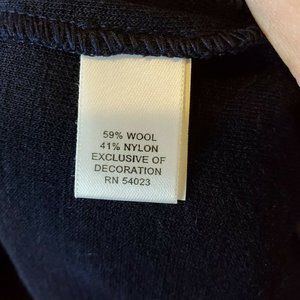 59% WOOL
41% NYLON
EXCLUSIVE OF
DECORATION
RN 54023